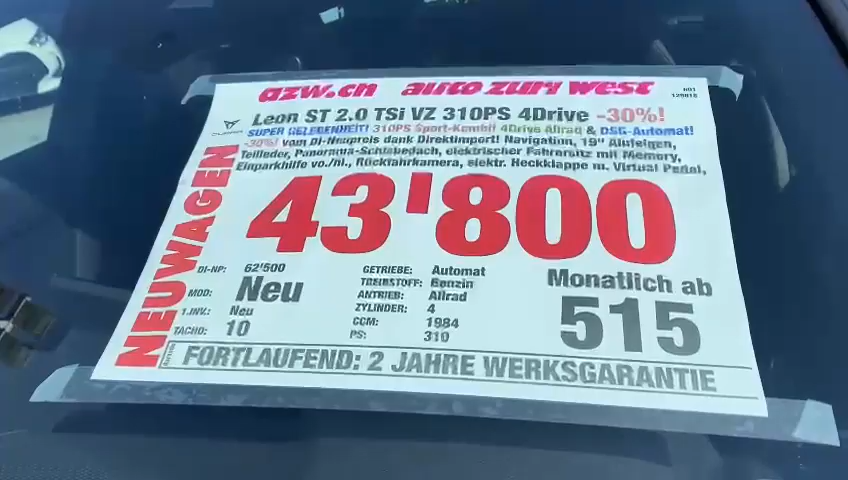 azw.ch auto züri west
H01
129818
CUPRA
Leon ST 2.0 TSi VZ 310PS 4Drive -30%!
SUPER GELEGENHEIT! 310PS Sport-Kombi 4Drive Allrad & DSG-Automat!
-30%! vom DI-Neupreis dank Direktimport! Navigation, 19" Alufelgen,
Teilleder, Panorama-Schiebedach, elektrischer Fahrersitz mit Memory,
Einparkhilfe vo./hi., Rückfahrkamera, elektr. Heckklappe m. Virtual Pedal,
NEUWAGEN
43'800
DI-NP: 62'500
MOD: Neu
1.INV.: Neu
TACHO: 10
GETRIEBE: Automat
TREIBSTOFF: Benzin
ANTRIEB: Allrad
ZYLINDER: 4
CCM: 1984
PS: 310
Monatlich ab
515
FORTLAUFEND: 2 JAHRE WERKSGARANTIE